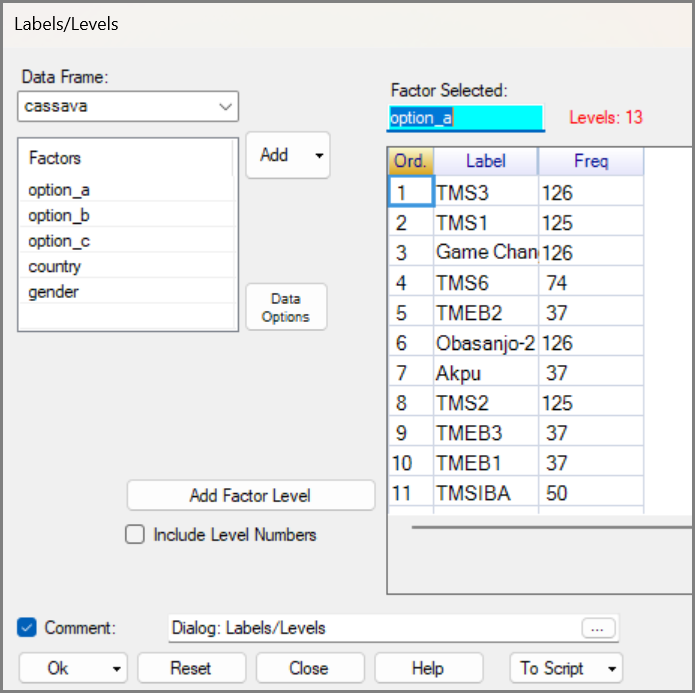 Labels/Levels
Data Frame:
cassava
Factors
option_a
option_b
option_c
country
gender
Add
Data
Options
Factor Selected:
option_a
Levels: 13
Ord. Label Freq
1 TMS3 126
2 TMS1 125
3 Game Chan 126
4 TMS6 74
5 TMEB2 37
6 Obasanjo-2 126
7 Akpu 37
8 TMS2 125
9 TMEB3 37
10 TMEB1 37
11 TMSIBA 50
Add Factor Level
Include Level Numbers
Comment: Dialog: Labels/Levels ...
Ok Reset Close Help To Script